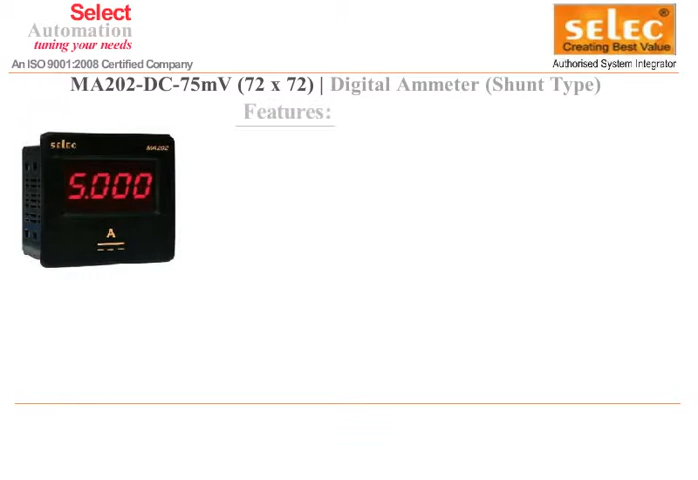 Select
Automation
tuning your needs
An ISO 9001:2008 Certified Company
selec®
Creating Best Value
Authorised System Integrator
MA202-DC-75mV (72 x 72) | Digital Ammeter (Shunt Type)
Features:
selec
MA202
5.000
A